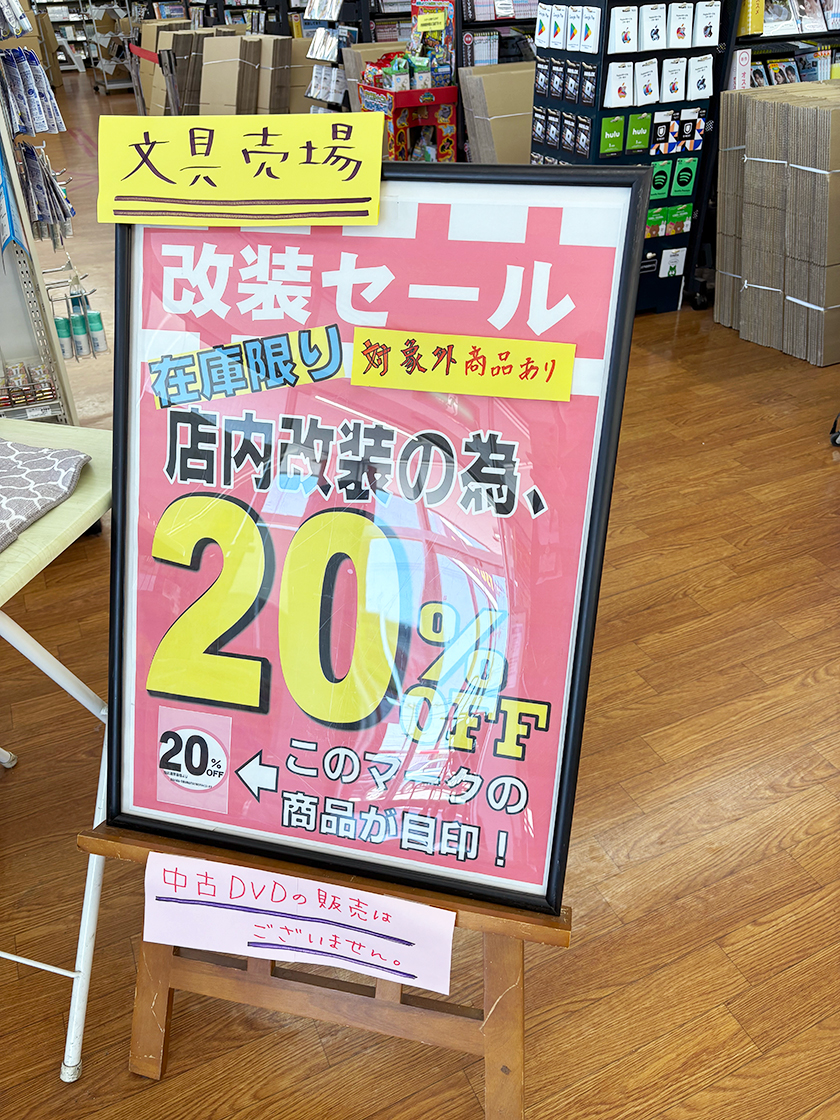 文具売場
改装セール
在庫限り
対象外商品あり
店内改装の為、
20%
OFF
20%
OFF
このマークの
商品が目印！
中古DVDの販売は
ございません。
hulu